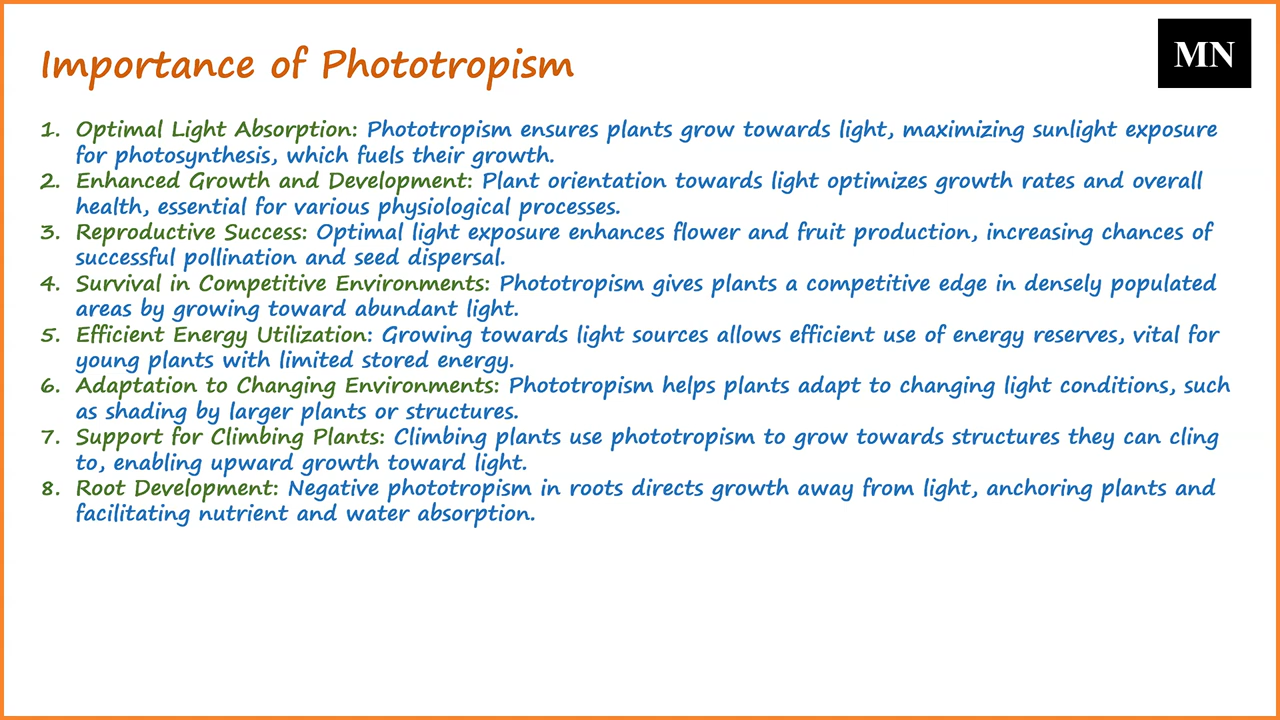 Importance of Phototropism
MN
1. Optimal Light Absorption: Phototropism ensures plants grow towards light, maximizing sunlight exposure
for photosynthesis, which fuels their growth.
2. Enhanced Growth and Development: Plant orientation towards light optimizes growth rates and overall
health, essential for various physiological processes.
3. Reproductive Success: Optimal light exposure enhances flower and fruit production, increasing chances of
successful pollination and seed dispersal.
4. Survival in Competitive Environments: Phototropism gives plants a competitive edge in densely populated
areas by growing toward abundant light.
5. Efficient Energy Utilization: Growing towards light sources allows efficient use of energy reserves, vital for
young plants with limited stored energy.
6. Adaptation to Changing Environments: Phototropism helps plants adapt to changing light conditions, such
as shading by larger plants or structures.
7. Support for Climbing Plants: Climbing plants use phototropism to grow towards structures they can cling
to, enabling upward growth toward light.
8. Root Development: Negative phototropism in roots directs growth away from light, anchoring plants and
facilitating nutrient and water absorption.